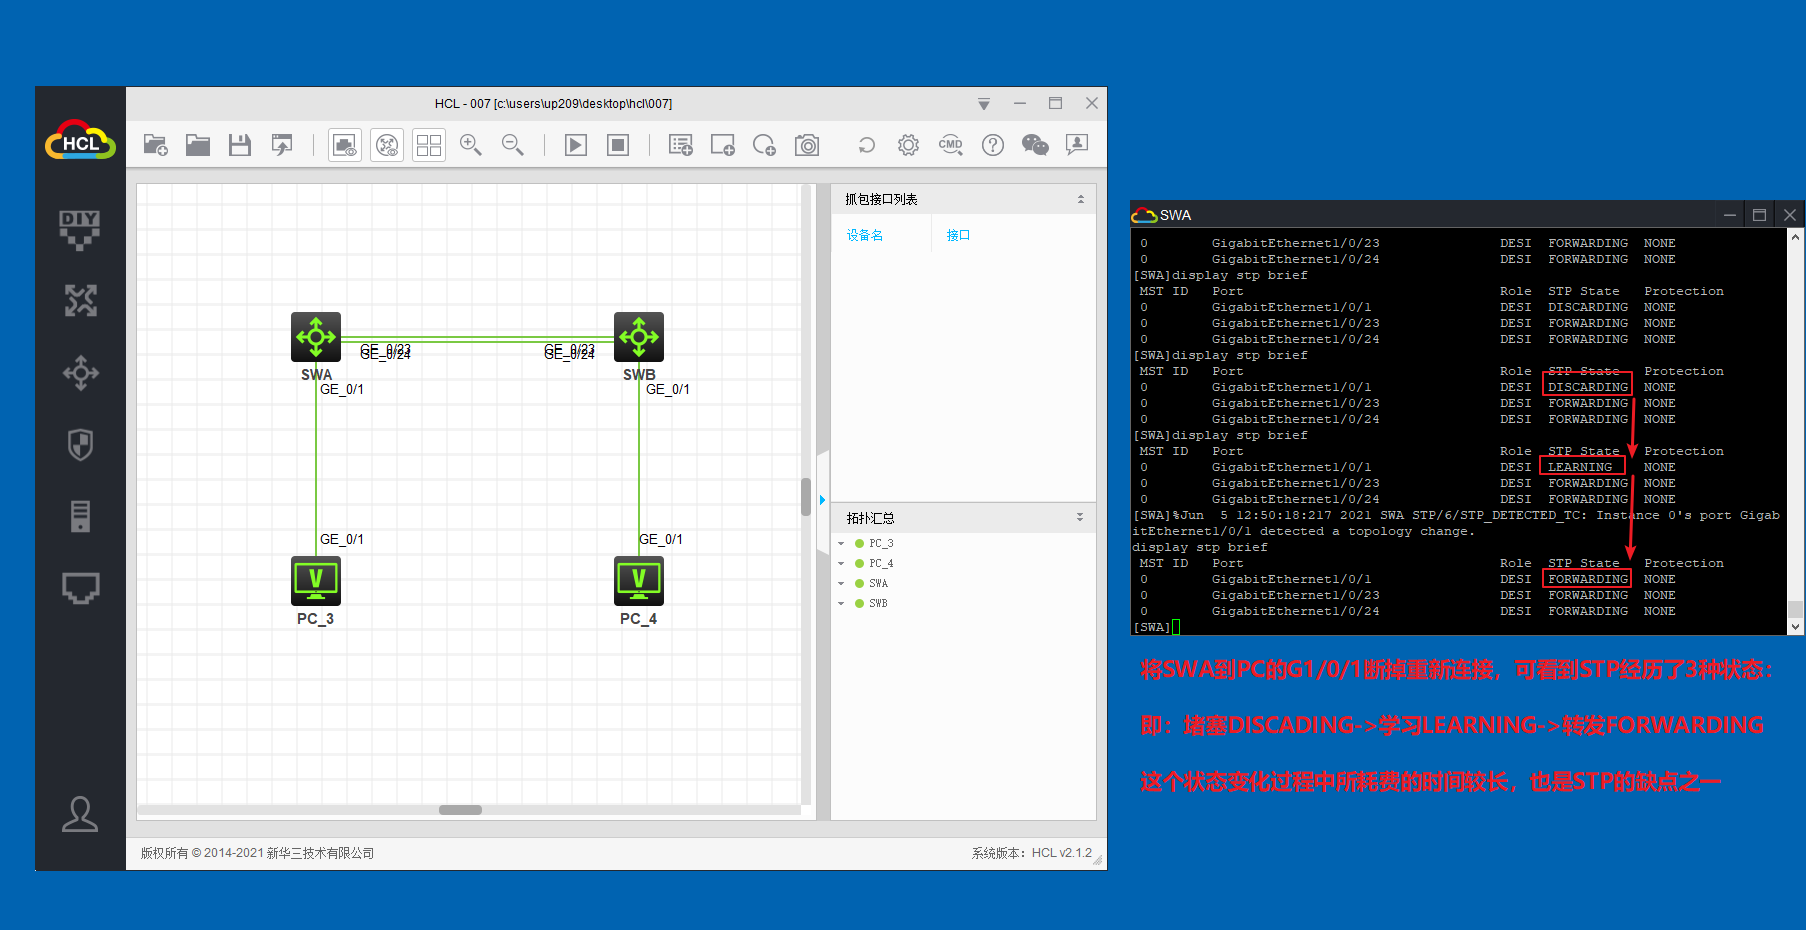 HCL - 007 [c:\users\up209\desktop\hcl\007]
HCL
CMD
DIY
抓包接口列表
设备名 接口
GE_0/23 GE_0/23
GE_0/24 GE_0/24
SWA SWB
GE_0/1 GE_0/1
GE_0/1 GE_0/1
V V
PC_3 PC_4
拓扑汇总
PC_3
PC_4
SWA
SWB
版权所有 © 2014-2021 新华三技术有限公司
系统版本：HCL v2.1.2
SWA
0 GigabitEthernet1/0/23 DESI FORWARDING NONE
0 GigabitEthernet1/0/24 DESI FORWARDING NONE
[SWA]display stp brief
MST ID Port Role STP State Protection
0 GigabitEthernet1/0/1 DESI DISCARDING NONE
0 GigabitEthernet1/0/23 DESI FORWARDING NONE
0 GigabitEthernet1/0/24 DESI FORWARDING NONE
[SWA]display stp brief
MST ID Port Role STP State Protection
0 GigabitEthernet1/0/1 DESI DISCARDING NONE
0 GigabitEthernet1/0/23 DESI FORWARDING NONE
0 GigabitEthernet1/0/24 DESI FORWARDING NONE
[SWA]display stp brief
MST ID Port Role STP State Protection
0 GigabitEthernet1/0/1 DESI LEARNING NONE
0 GigabitEthernet1/0/23 DESI FORWARDING NONE
0 GigabitEthernet1/0/24 DESI FORWARDING NONE
[SWA]%Jun  5 12:50:18:217 2021 SWA STP/6/STP_DETECTED_TC: Instance 0's port Gigab
itEthernet1/0/1 detected a topology change.
display stp brief
MST ID Port Role STP State Protection
0 GigabitEthernet1/0/1 DESI FORWARDING NONE
0 GigabitEthernet1/0/23 DESI FORWARDING NONE
0 GigabitEthernet1/0/24 DESI FORWARDING NONE
[SWA]
将SWA到PC的G1/0/1断掉重新连接，可看到STP经历了3种状态：
即：堵塞DISCADING->学习LEARNING->转发FORWARDING
这个状态变化过程中所耗费的时间较长，也是STP的缺点之一